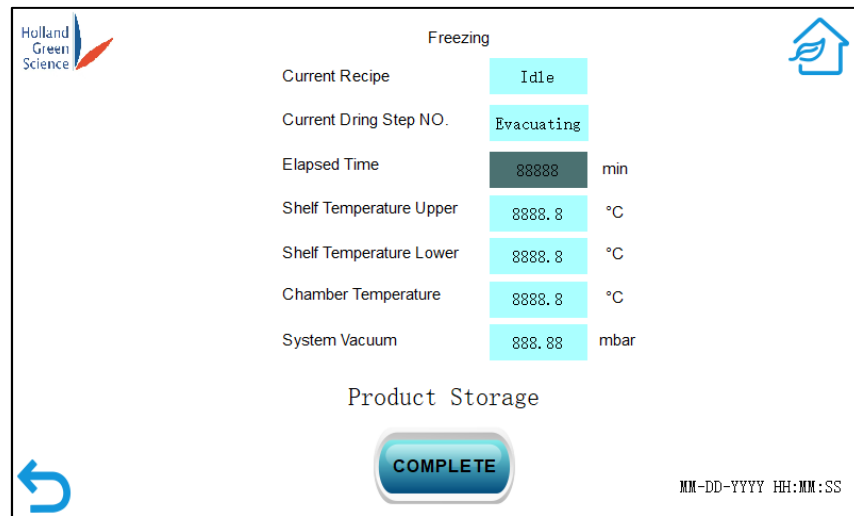 Holland
Green
Science
Freezing
Current Recipe Idle
Current Dring Step NO. Evacuating
Elapsed Time 88888 min
Shelf Temperature Upper 8888.8 °C
Shelf Temperature Lower 8888.8 °C
Chamber Temperature 8888.8 °C
System Vacuum 888.88 mbar
Product Storage
COMPLETE
MM-DD-YYYY HH:MM:SS